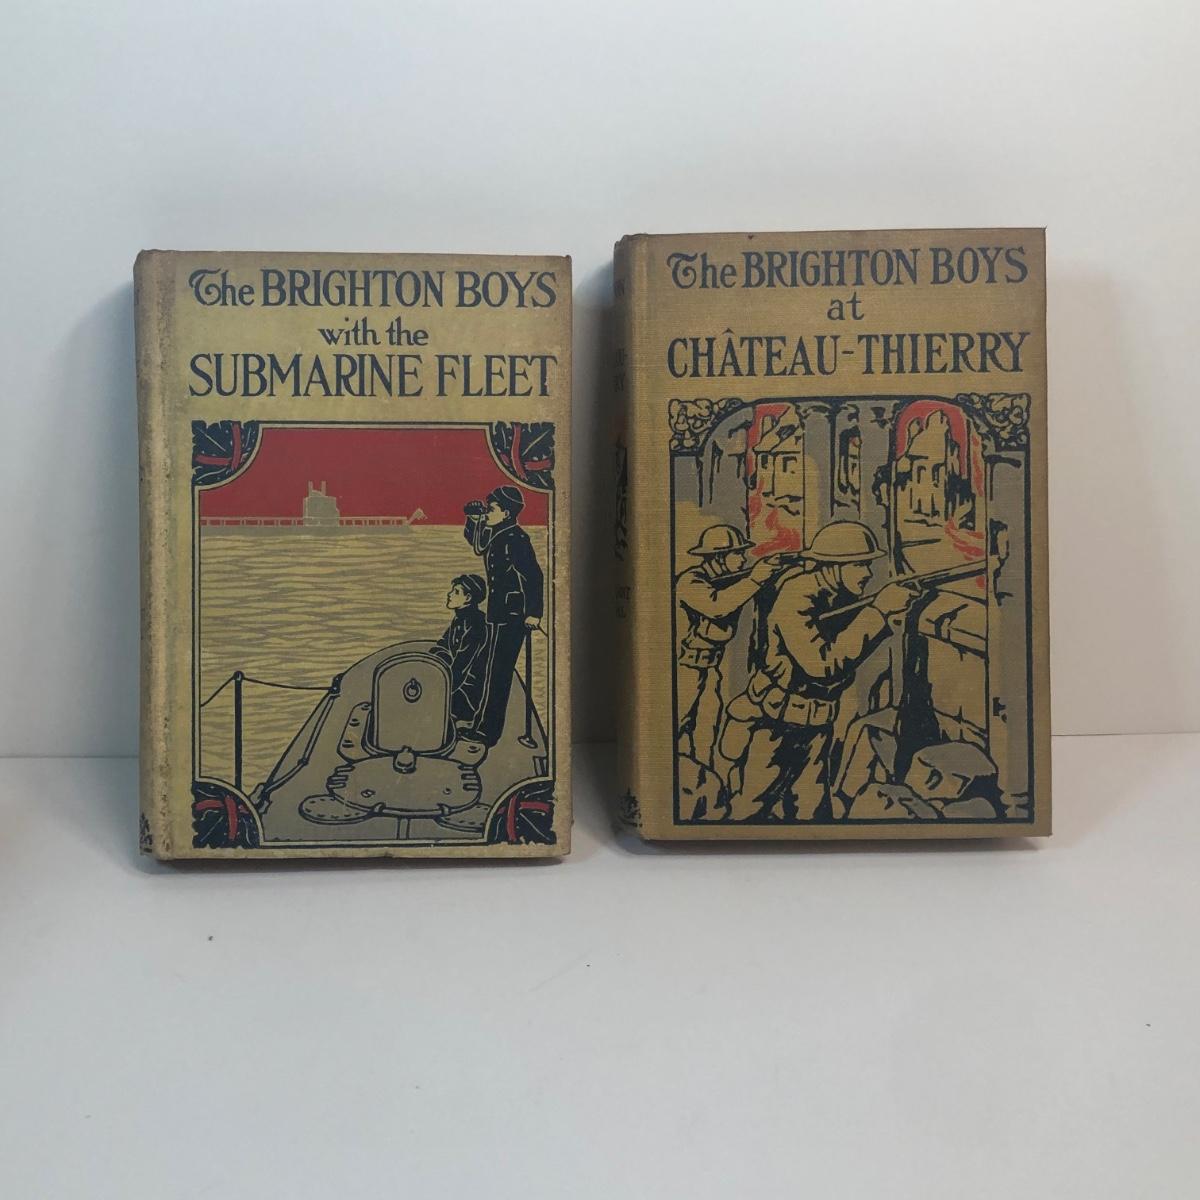 The BRIGHTON BOYS
with the
SUBMARINE FLEET
The BRIGHTON BOYS
at
CHÂTEAU-THIERRY